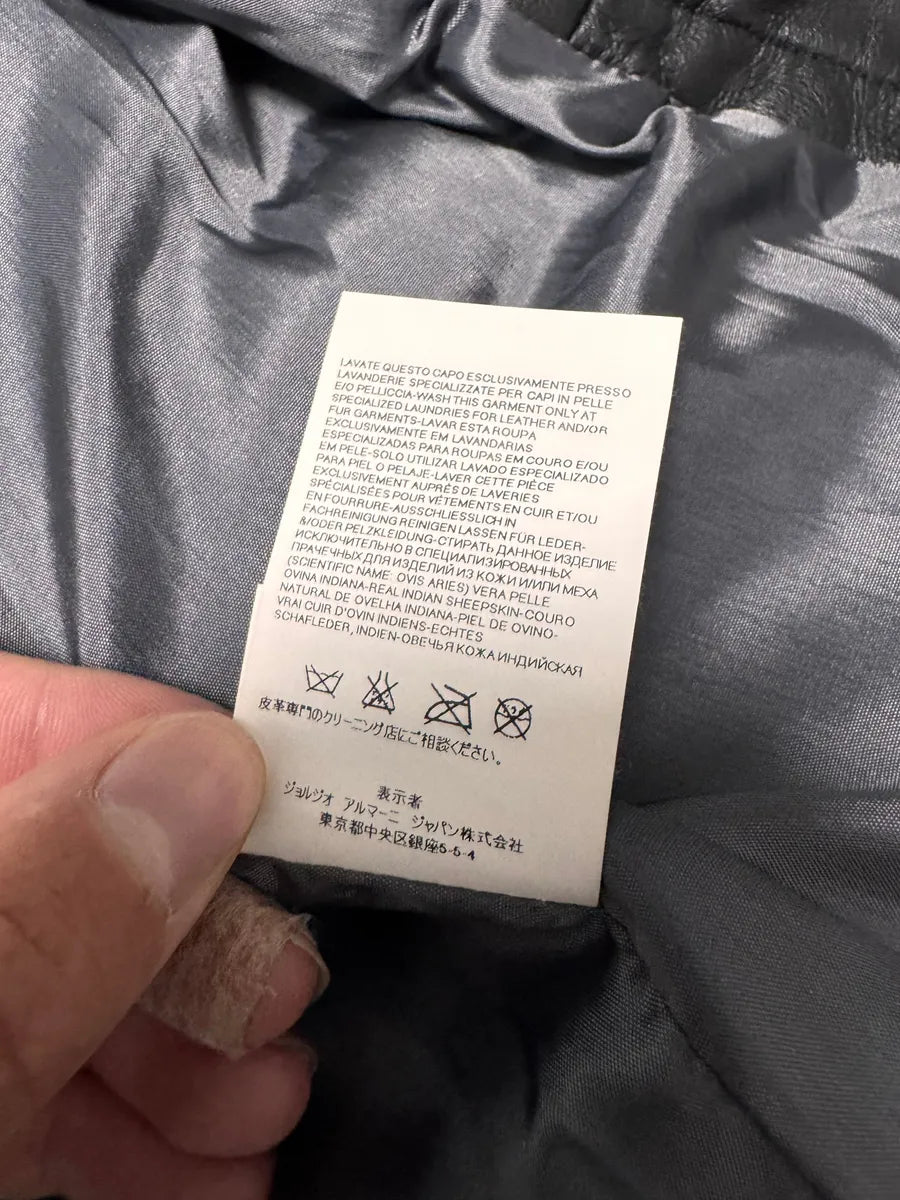 LAVATE QUESTO CAPO ESCLUSIVAMENTE PRESSO
LAVANDERIE SPECIALIZZATE PER CAPI IN PELLE
E/O PELLICCIA-WASH THIS GARMENT ONLY AT
SPECIALIZED LAUNDRIES FOR LEATHER AND/OR
FUR GARMENTS-LAVAR ESTA ROUPA
EXCLUSIVAMENTE EM LAVANDARIAS
ESPECIALIZADAS PARA ROUPAS EM COURO E/OU
EM PELE-SOLO UTILIZAR LAVADO ESPECIALIZADO
PARA PIEL O PELAJE-LAVER CETTE PIÈCE
EXCLUSIVEMENT AUPRÈS DE LAVERIES
SPÉCIALISÉES POUR VÊTEMENTS EN CUIR ET/OU
EN FOURRURE-AUSSCHLIESSLICH IN
FACHREINIGUNG REINIGEN LASSEN FÜR LEDER-
&/ODER PELZKLEIDUNG-СТИРАТЬ ДАННОЕ ИЗДЕЛИЕ
ИСКЛЮЧИТЕЛЬНО В СПЕЦИАЛИЗИРОВАННЫХ
ПРАЧЕЧНЫХ ДЛЯ ИЗДЕЛИЙ ИЗ КОЖИ И/ИЛИ МЕХА
(SCIENTIFIC NAME: OVIS ARIES) VERA PELLE
OVINA INDIANA-REAL INDIAN SHEEPSKIN-COURO
NATURAL DE OVELHA INDIANA-PIEL DE OVINO-
VRAI CUIR D'OVIN INDIENS-ECHTES
SCHAFLEDER, INDIEN-ОВЕЧЬЯ КОЖА ИНДИЙСКАЯ
皮革専門のクリーニング店にご相談ください。
表示者
ジョルジオ アルマーニ ジャパン株式会社
東京都中央区銀座5-5-4